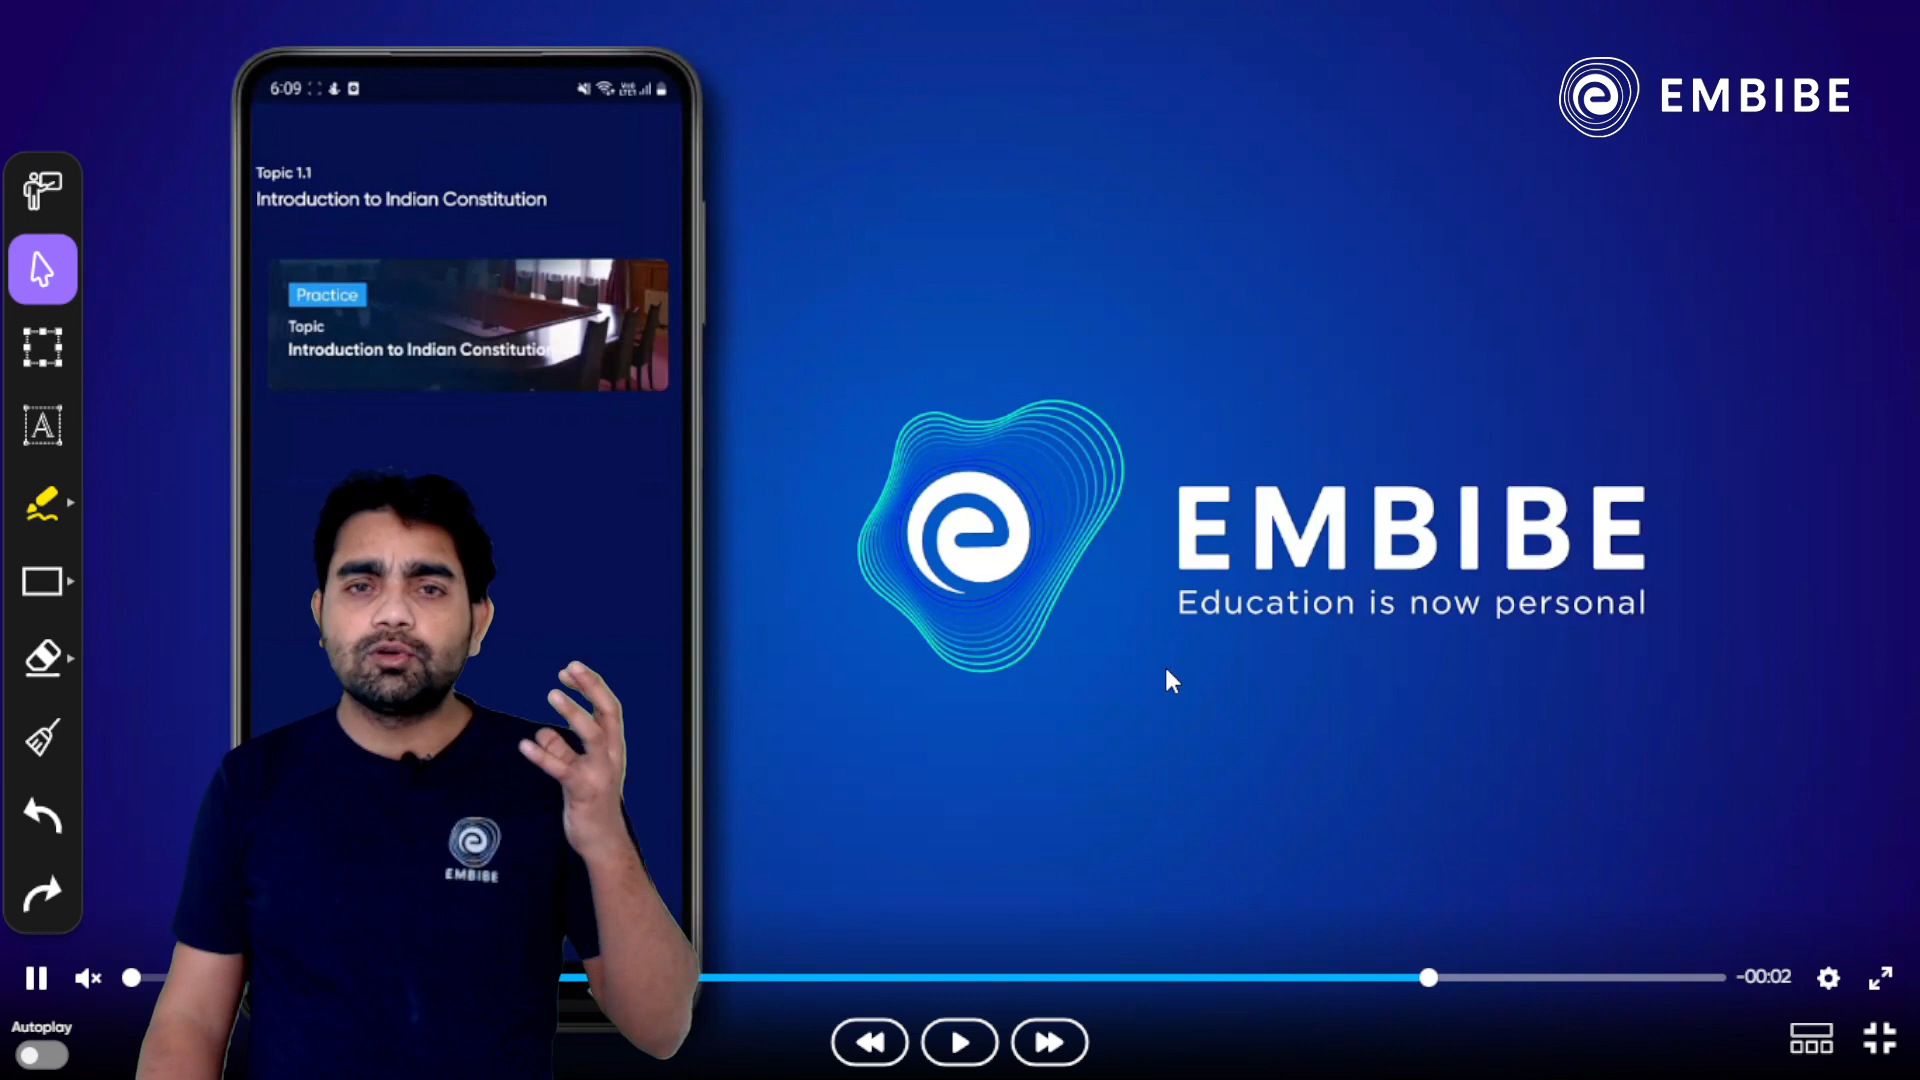 6:09
EMBIBE
Topic 1.1
Introduction to Indian Constitution
Practice
Topic
Introduction to Indian Constitution
A
EMBIBE
Education is now personal
EMBIBE
-00:02
Autoplay